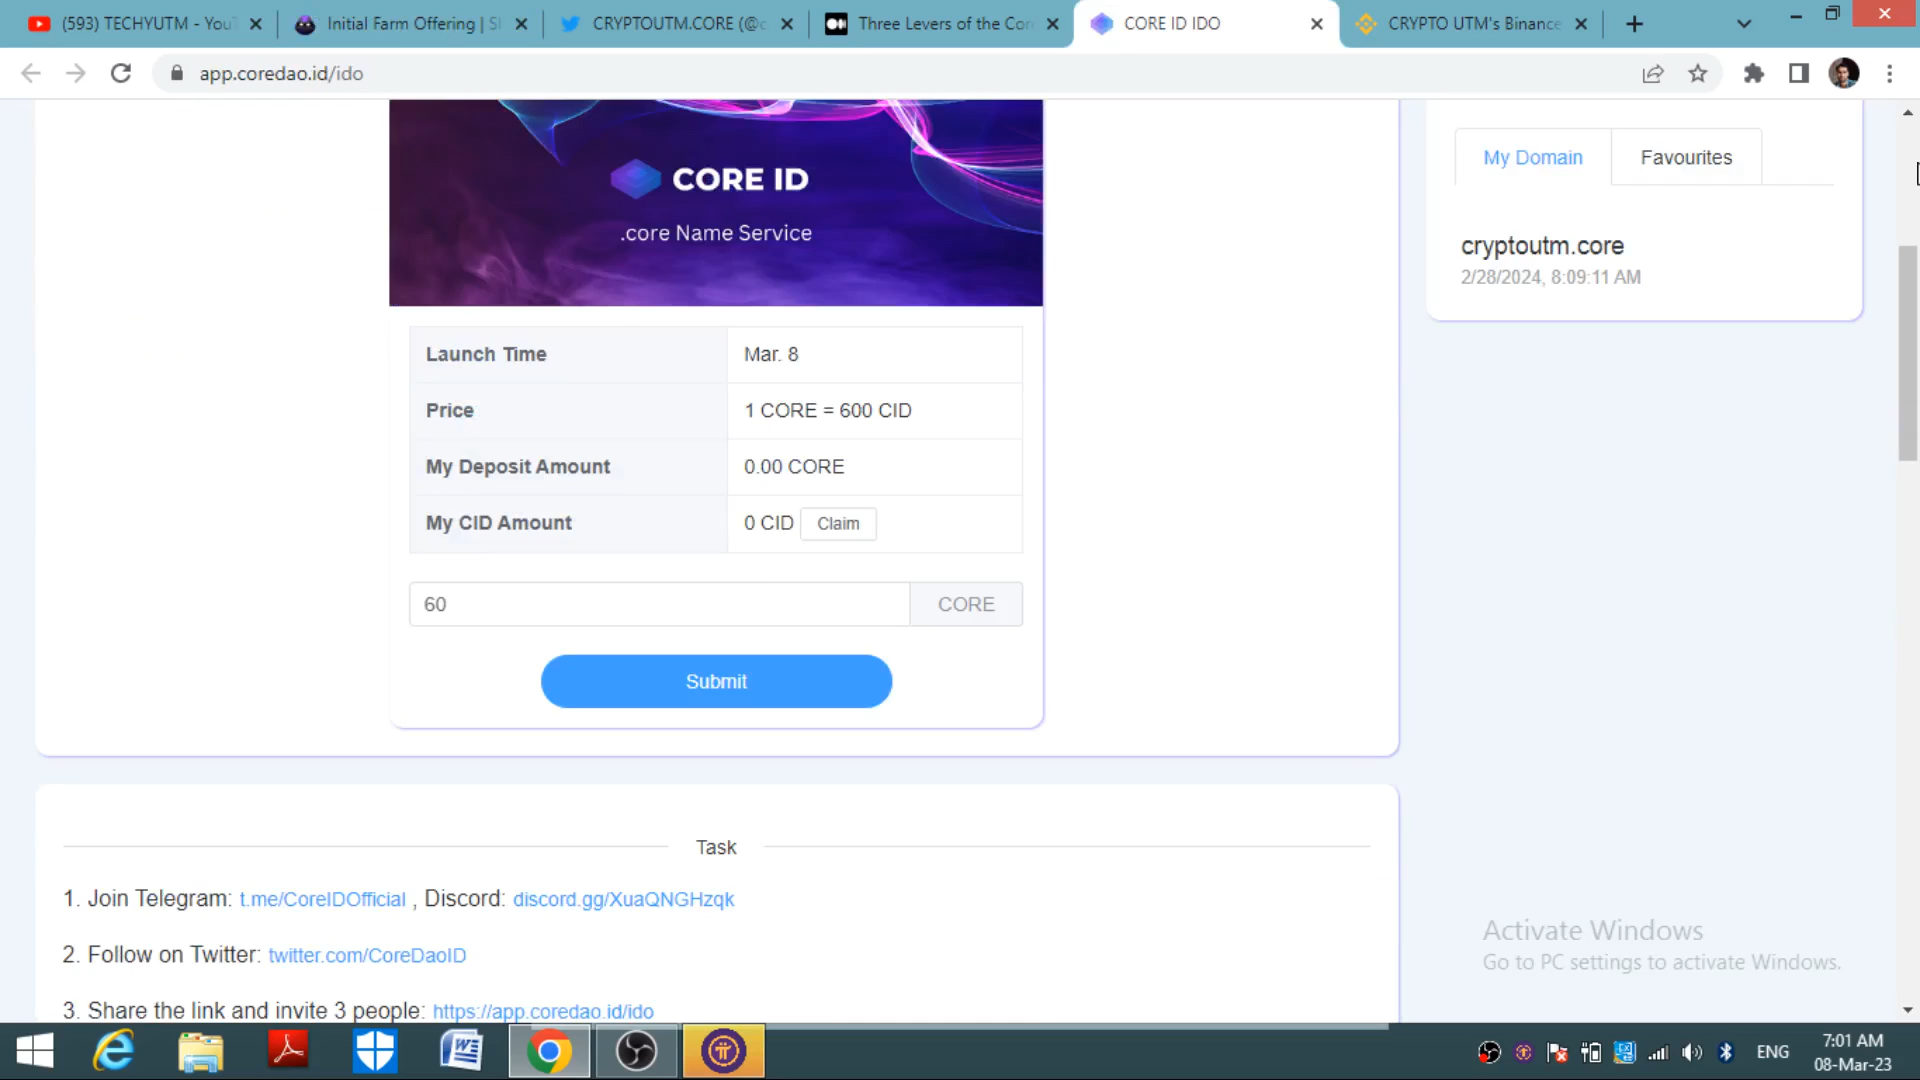 (593) TECHYUTM - You
Initial Farm Offering | S
CRYPTOUTM.CORE (@c
Three Levers of the Cor
CORE ID IDO
CRYPTO UTM's Binance
app.coredao.id/ido
CORE ID
.core Name Service
My Domain
Favourites
cryptoutm.core
2/28/2024, 8:09:11 AM
Launch Time
Mar. 8
Price
1 CORE = 600 CID
My Deposit Amount
0.00 CORE
My CID Amount
0 CID Claim
60
CORE
Submit
Task
1. Join Telegram: t.me/CoreIDOfficial , Discord: discord.gg/XuaQNGHzqk
2. Follow on Twitter: twitter.com/CoreDaoID
3. Share the link and invite 3 people: https://app.coredao.id/ido
Activate Windows
Go to PC settings to activate Windows.
ENG
7:01 AM
08-Mar-23